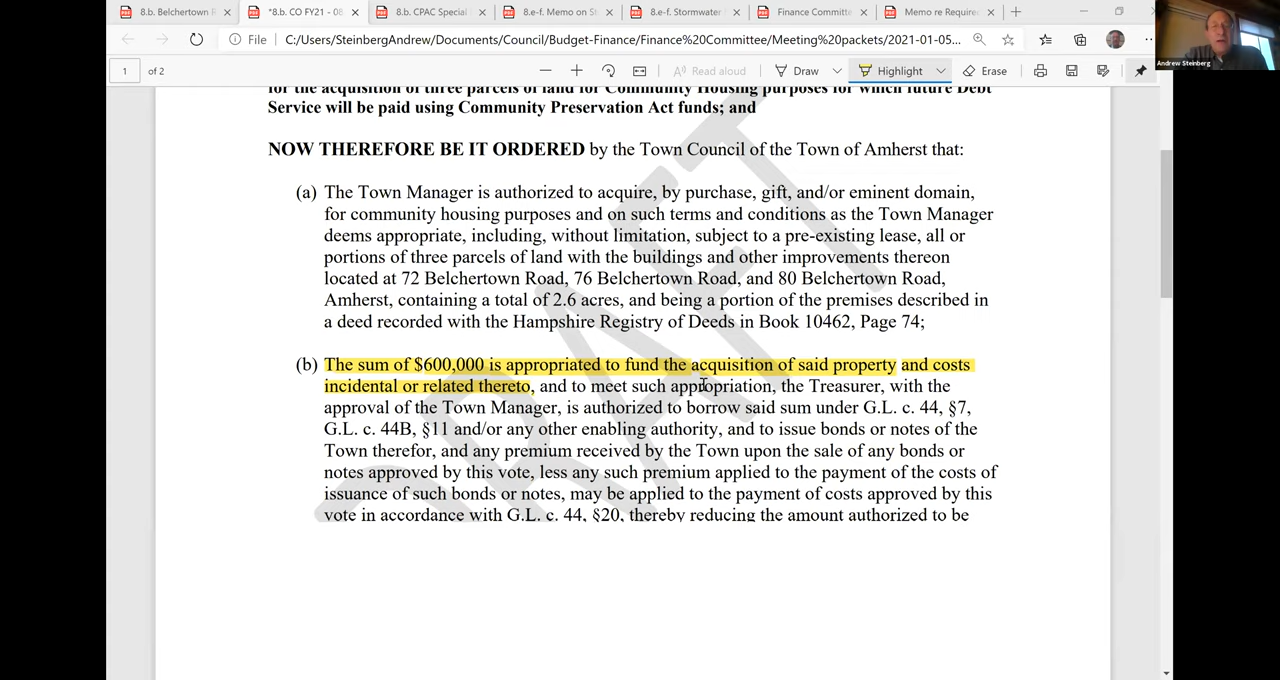 8.b. Belchertown R
*8.b. CO FY21 - 08
8.b. CPAC Special
8.e-f. Memo on St
8.e-f. Stormwater
Finance Committe
Memo re Require
File
C:/Users/SteinbergAndrew/Documents/Council/Budget-Finance/Finance%20Committee/Meeting%20packets/2021-01-05...
1
of 2
Read aloud
Draw
Highlight
Erase
Andrew Steinberg
for the acquisition of three parcels of land for Community Housing purposes for which future Debt
Service will be paid using Community Preservation Act funds; and
NOW THEREFORE BE IT ORDERED by the Town Council of the Town of Amherst that:
(a) The Town Manager is authorized to acquire, by purchase, gift, and/or eminent domain,
for community housing purposes and on such terms and conditions as the Town Manager
deems appropriate, including, without limitation, subject to a pre-existing lease, all or
portions of three parcels of land with the buildings and other improvements thereon
located at 72 Belchertown Road, 76 Belchertown Road, and 80 Belchertown Road,
Amherst, containing a total of 2.6 acres, and being a portion of the premises described in
a deed recorded with the Hampshire Registry of Deeds in Book 10462, Page 74;
(b) The sum of $600,000 is appropriated to fund the acquisition of said property and costs
incidental or related thereto, and to meet such appropriation, the Treasurer, with the
approval of the Town Manager, is authorized to borrow said sum under G.L. c. 44, §7,
G.L. c. 44B, §11 and/or any other enabling authority, and to issue bonds or notes of the
Town therefor, and any premium received by the Town upon the sale of any bonds or
notes approved by this vote, less any such premium applied to the payment of the costs of
issuance of such bonds or notes, may be applied to the payment of costs approved by this
vote in accordance with G.L. c. 44, §20, thereby reducing the amount authorized to be
DRAFT